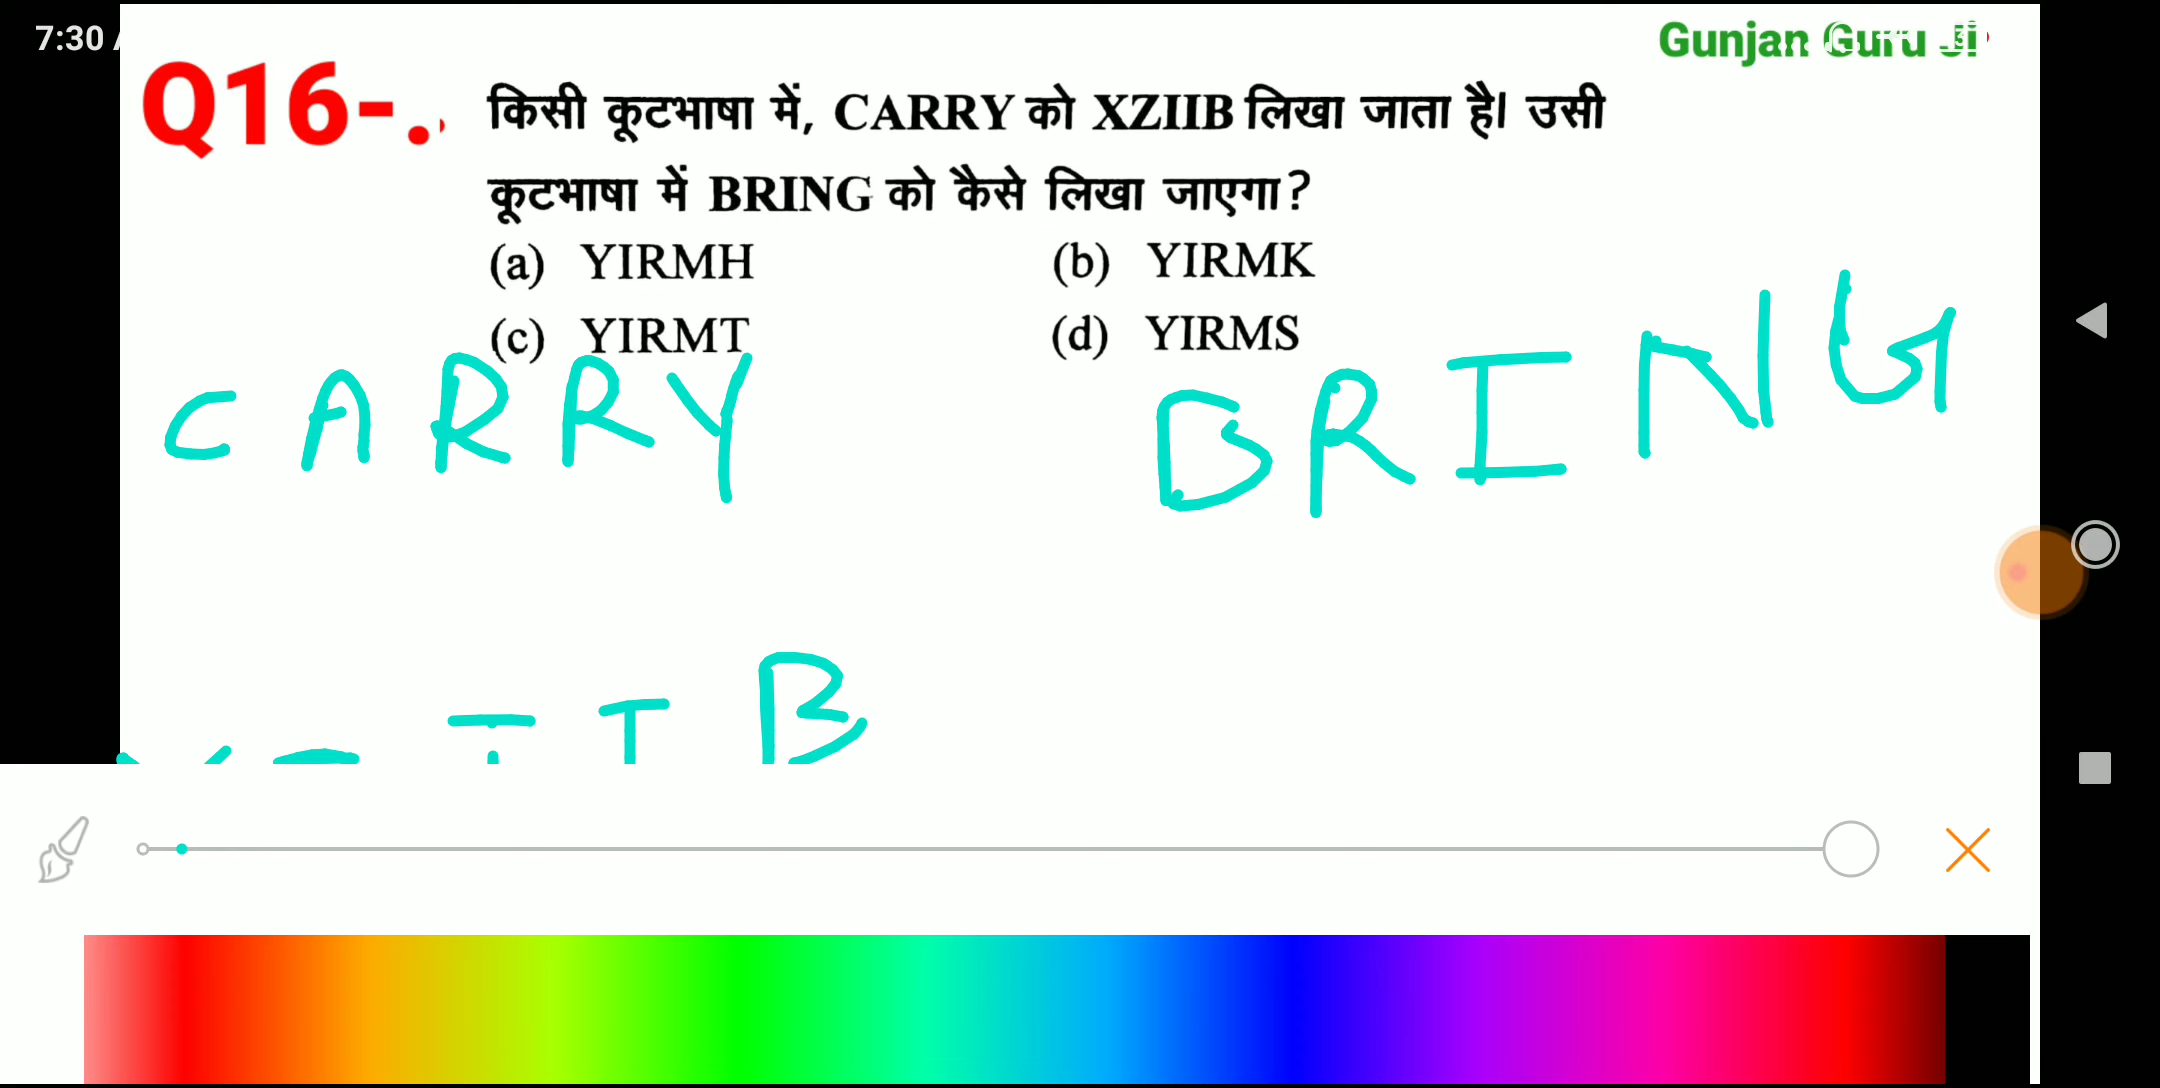 7:30
Gunjan Guru Ji
Q16-. किसी कूटभाषा में, CARRY को XZIIB लिखा जाता है। उसी
कूटभाषा में BRING को कैसे लिखा जाएगा?
(a) YIRMH (b) YIRMK
(c) YIRMT (d) YIRMS
CARRY BRING
B